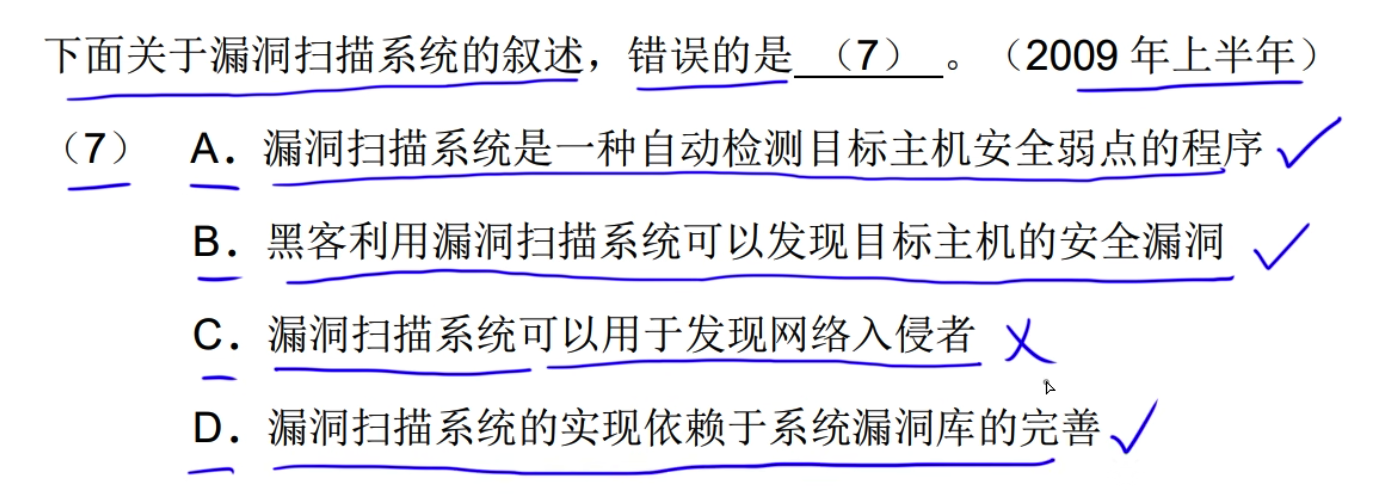 下面关于漏洞扫描系统的叙述，错误的是 （7） 。（2009 年上半年）
（7） A．漏洞扫描系统是一种自动检测目标主机安全弱点的程序
B．黑客利用漏洞扫描系统可以发现目标主机的安全漏洞
C．漏洞扫描系统可以用于发现网络入侵者
D．漏洞扫描系统的实现依赖于系统漏洞库的完善